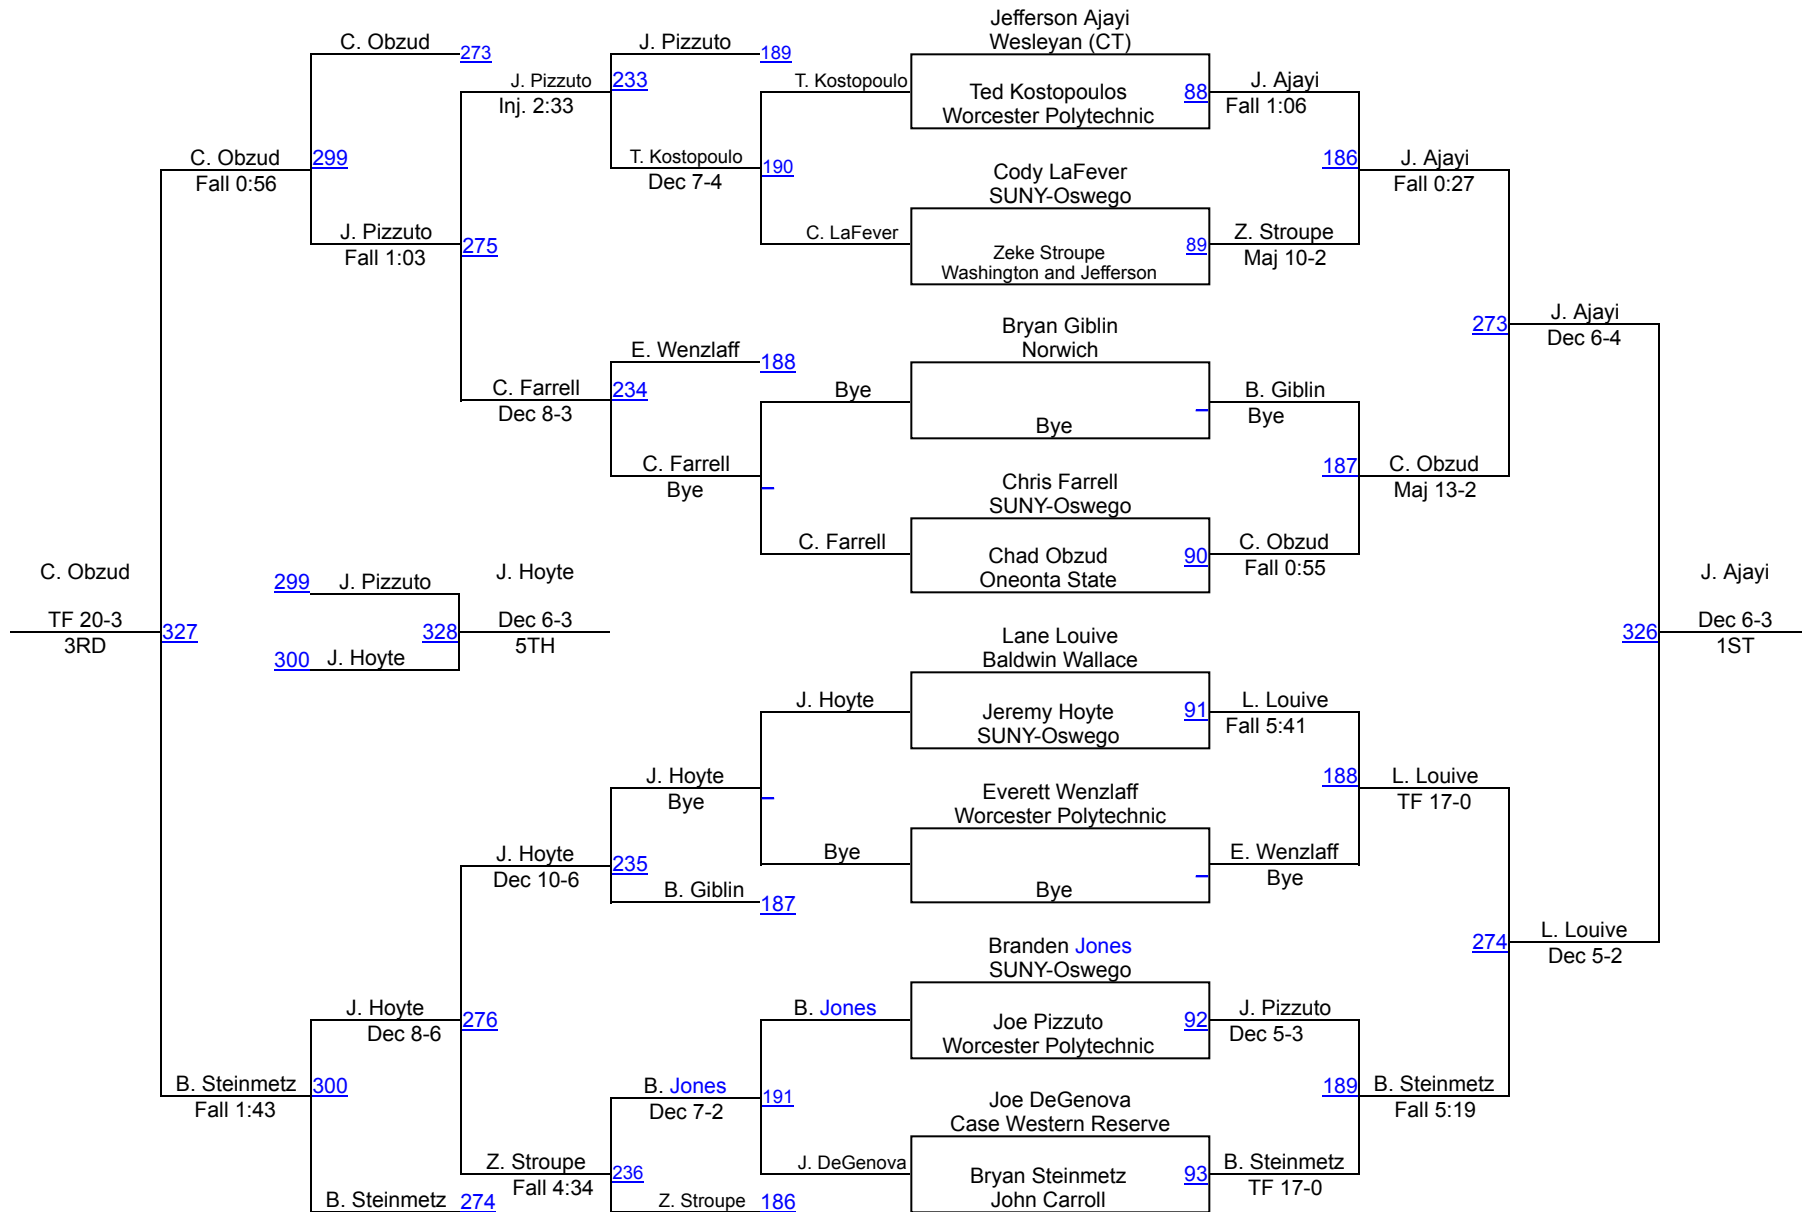 Jefferson Ajayi
Wesleyan (CT)
C. Obzud
273
J. Pizzuto
189
J. Pizzuto
Inj. 2:33
233
T. Kostopoulo
Ted Kostopoulos
Worcester Polytechnic
88
J. Ajayi
Fall 1:06
C. Obzud
Fall 0:56
299
T. Kostopoulo
Dec 7-4
190
Cody LaFever
SUNY-Oswego
186
J. Ajayi
Fall 0:27
J. Pizzuto
Fall 1:03
275
C. LaFever
Zeke Stroupe
Washington and Jefferson
89
Z. Stroupe
Maj 10-2
Bryan Giblin
Norwich
273
J. Ajayi
Dec 6-4
E. Wenzlaff
188
C. Farrell
Dec 8-3
234
Bye
Bye
B. Giblin
Bye
C. Farrell
Bye
Chris Farrell
SUNY-Oswego
187
C. Obzud
Maj 13-2
C. Farrell
Chad Obzud
Oneonta State
90
C. Obzud
Fall 0:55
C. Obzud
TF 20-3
3RD
327
299
J. Pizzuto
300
J. Hoyte
328
J. Hoyte
Dec 6-3
5TH
J. Ajayi
326
Dec 6-3
1ST
Lane Louive
Baldwin Wallace
J. Hoyte
Jeremy Hoyte
SUNY-Oswego
91
L. Louive
Fall 5:41
J. Hoyte
Bye
Everett Wenzlaff
Worcester Polytechnic
188
L. Louive
TF 17-0
J. Hoyte
Dec 10-6
235
Bye
Bye
E. Wenzlaff
Bye
B. Giblin
187
Branden Jones
SUNY-Oswego
274
L. Louive
Dec 5-2
J. Hoyte
Dec 8-6
276
B. Jones
Joe Pizzuto
Worcester Polytechnic
92
J. Pizzuto
Dec 5-3
B. Steinmetz
Fall 1:43
300
B. Jones
Dec 7-2
191
Joe DeGenova
Case Western Reserve
189
B. Steinmetz
Fall 5:19
Z. Stroupe
Fall 4:34
236
J. DeGenova
Bryan Steinmetz
John Carroll
93
B. Steinmetz
TF 17-0
B. Steinmetz
274
Z. Stroupe
186